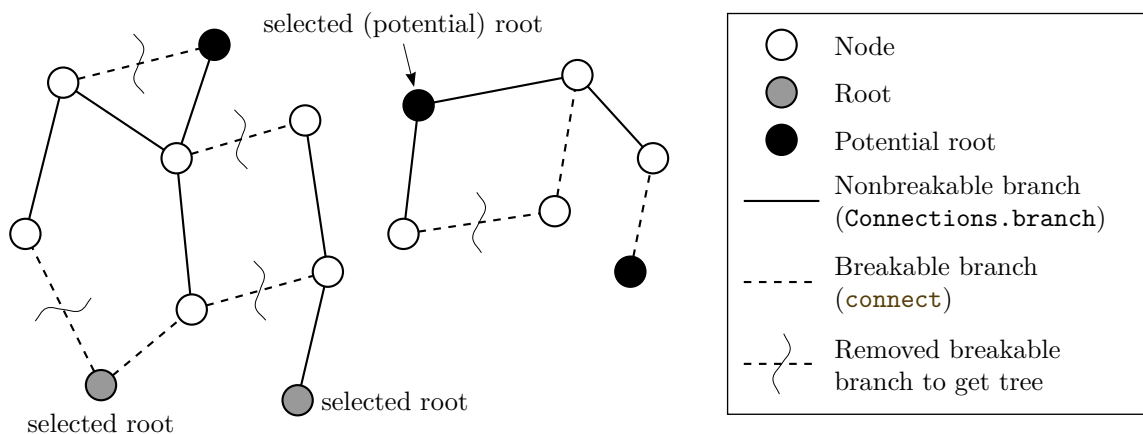 selected (potential) root
selected root
selected root
Node
Root
Potential root
Nonbreakable branch
(Connections.branch)
Breakable branch
(connect)
Removed breakable
branch to get tree